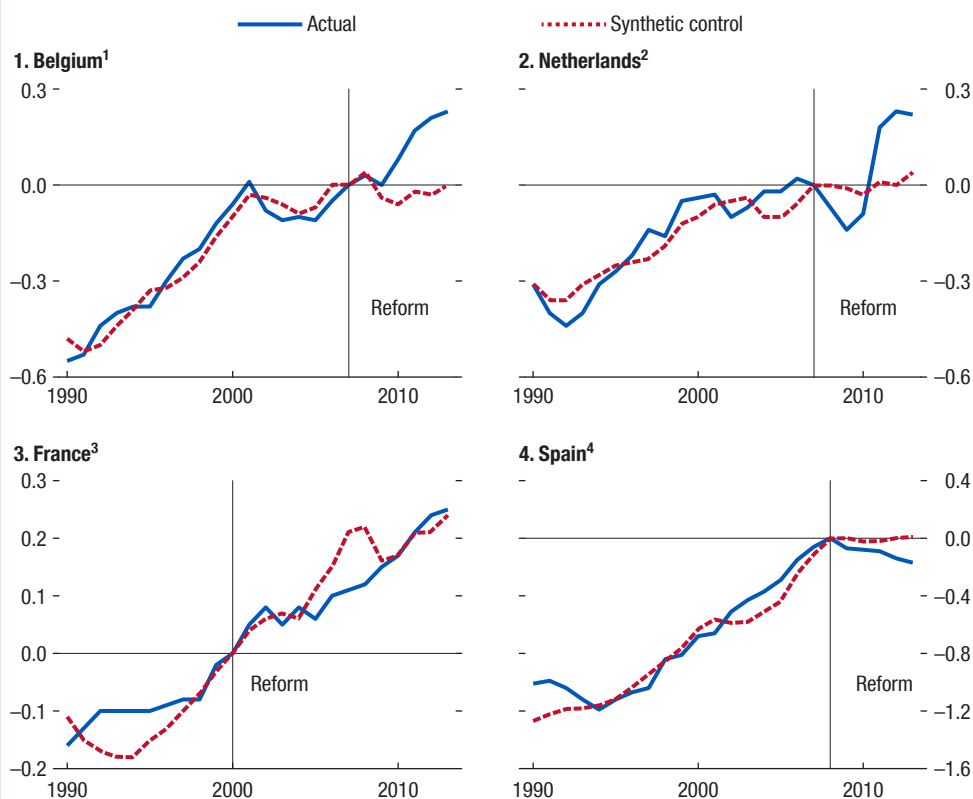 Actual Synthetic control
1. Belgium¹
2. Netherlands²
0.3
0.0
–0.3
–0.6
Reform
1990 2000 2010
0.3
0.0
–0.3
–0.6
Reform
1990 2000 2010
3. France³
4. Spain⁴
0.3
0.2
0.1
0.0
–0.1
–0.2
Reform
1990 2000 2010
0.4
0.0
–0.4
–0.8
–1.2
–1.6
Reform
1990 2000 2010